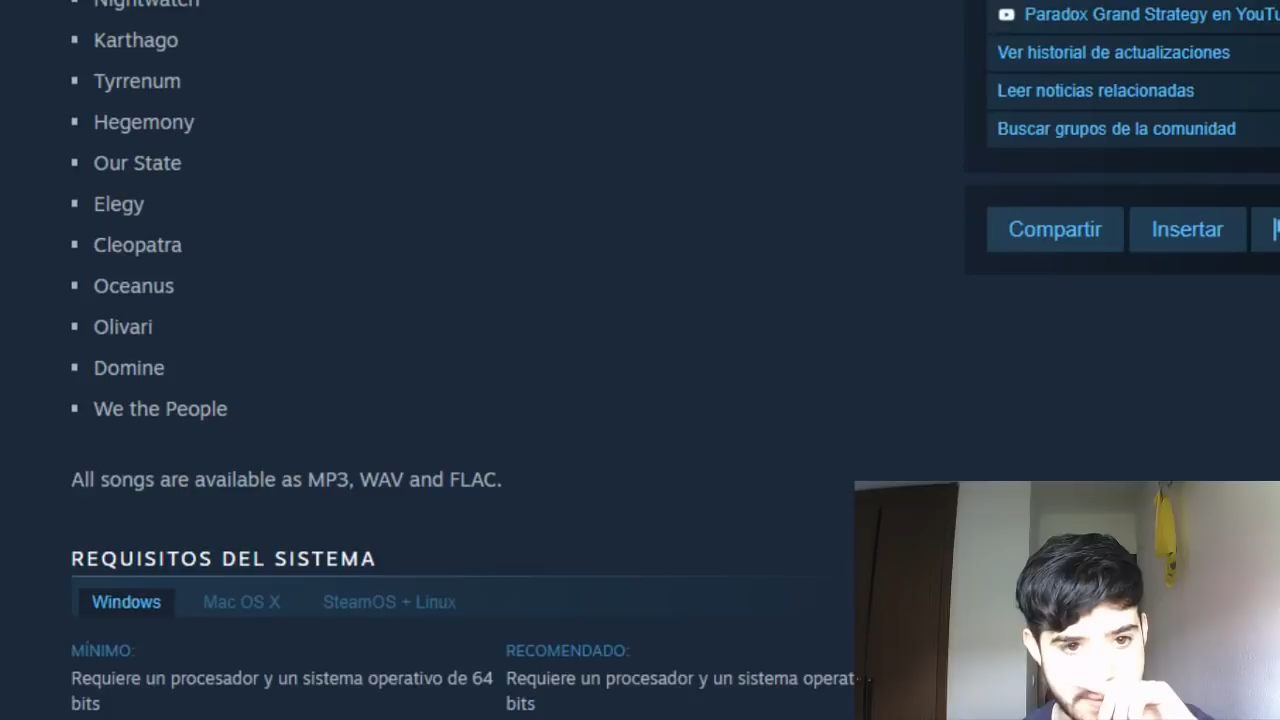 Nightwatch
Karthago
Tyrrenum
Hegemony
Our State
Elegy
Cleopatra
Oceanus
Olivari
Domine
We the People
All songs are available as MP3, WAV and FLAC.
REQUISITOS DEL SISTEMA
Windows
Mac OS X
SteamOS + Linux
MÍNIMO:
Requiere un procesador y un sistema operativo de 64
bits
RECOMENDADO:
Requiere un procesador y un sistema operat
bits
Paradox Grand Strategy en YouTu
Ver historial de actualizaciones
Leer noticias relacionadas
Buscar grupos de la comunidad
Compartir
Insertar